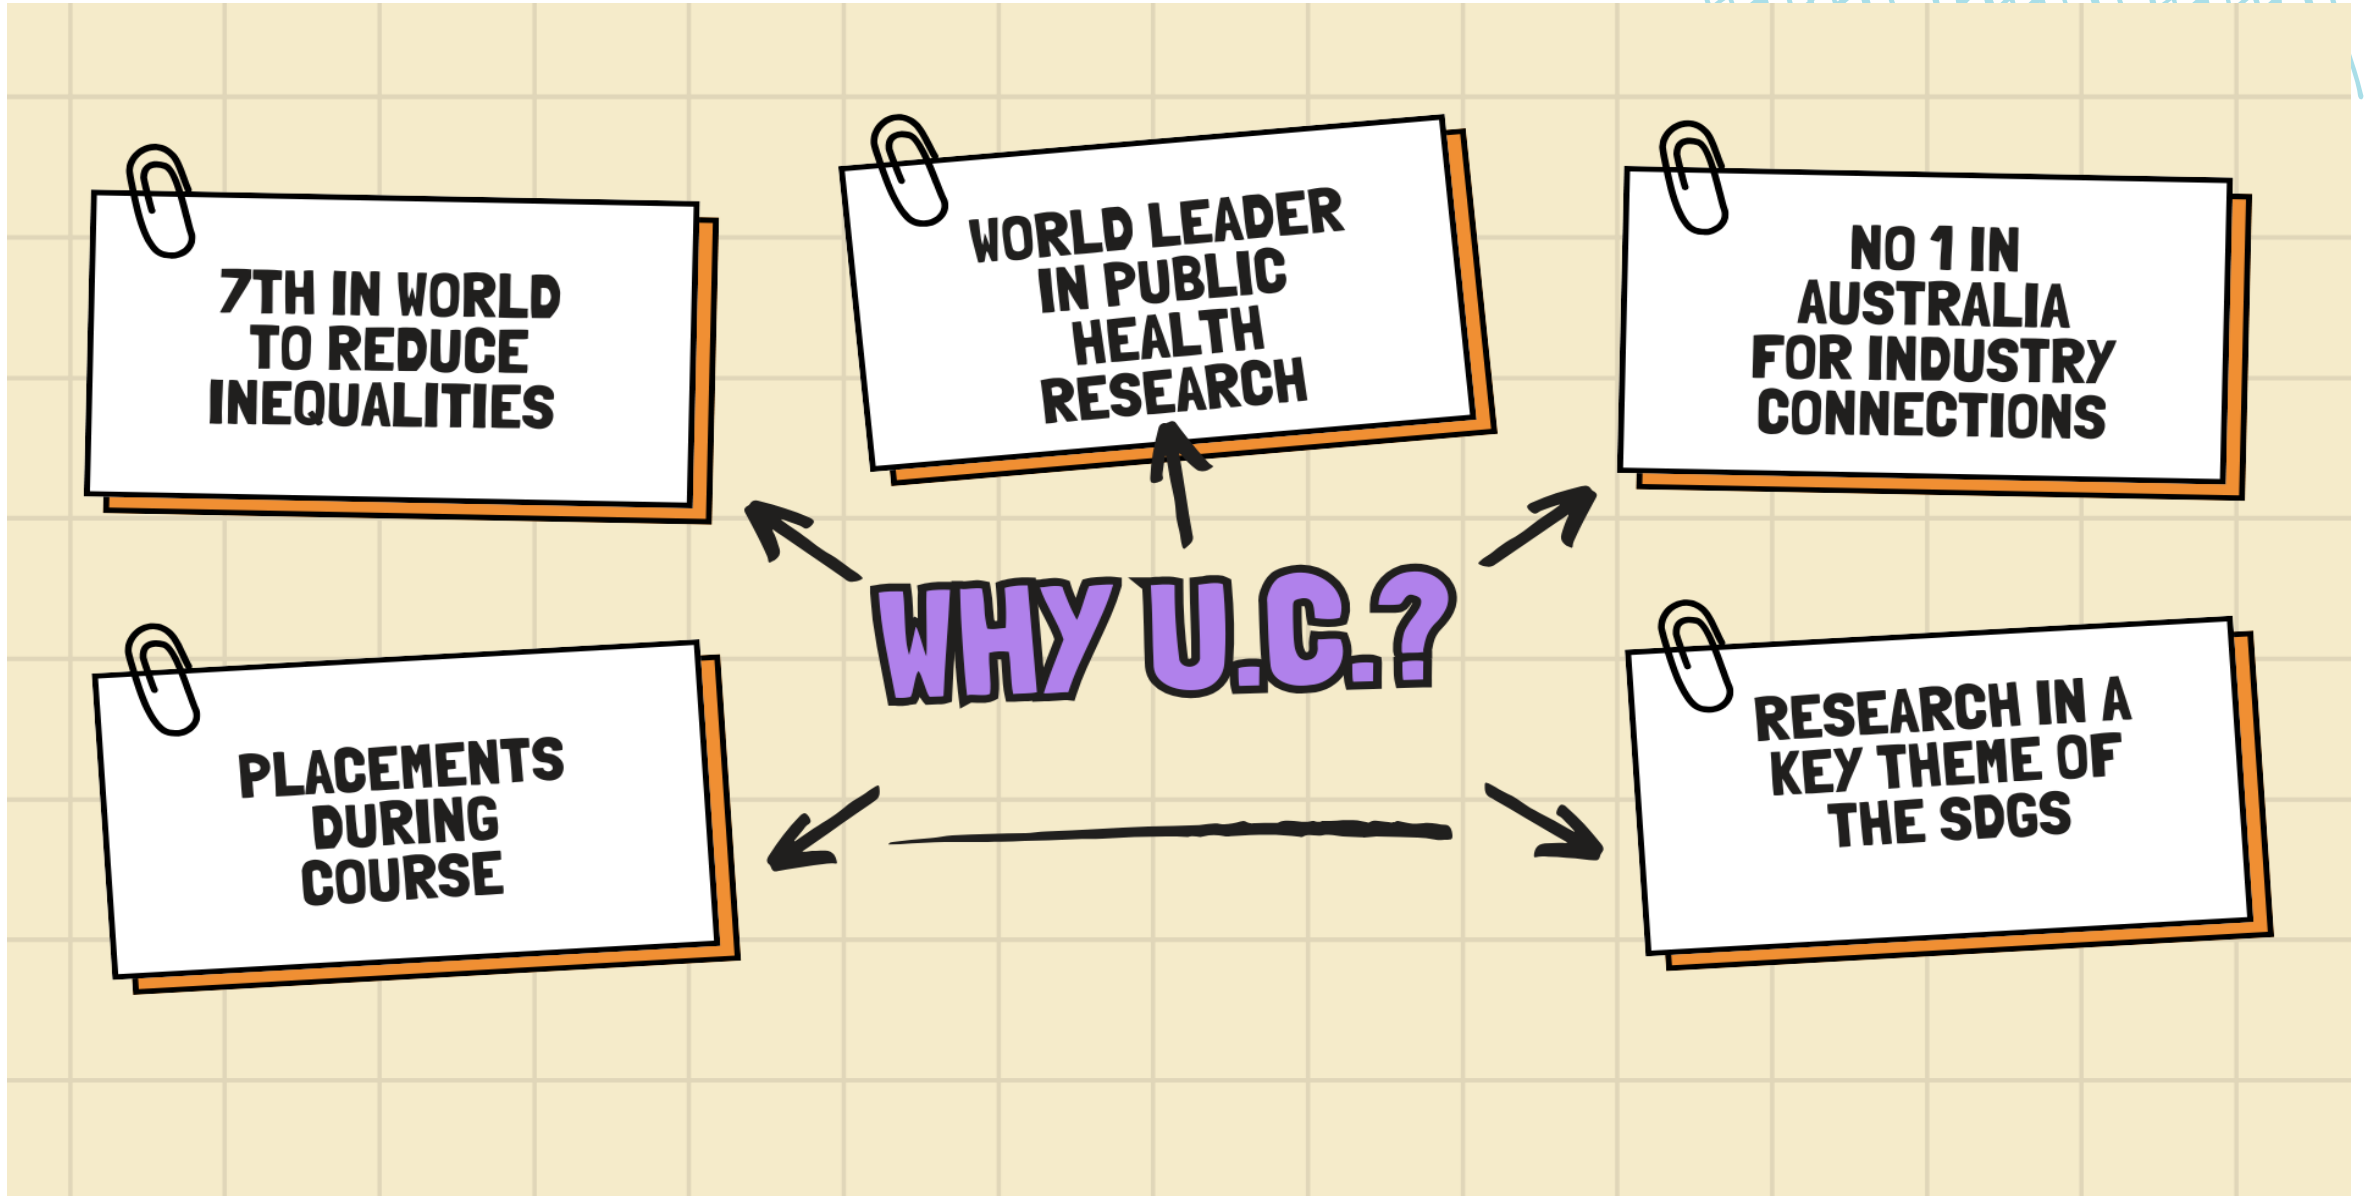 7TH IN WORLD
TO REDUCE
INEQUALITIES
WORLD LEADER
IN PUBLIC
HEALTH
RESEARCH
NO 1 IN
AUSTRALIA
FOR INDUSTRY
CONNECTIONS
WHY U.C.?
PLACEMENTS
DURING
COURSE
RESEARCH IN A
KEY THEME OF
THE SDGS